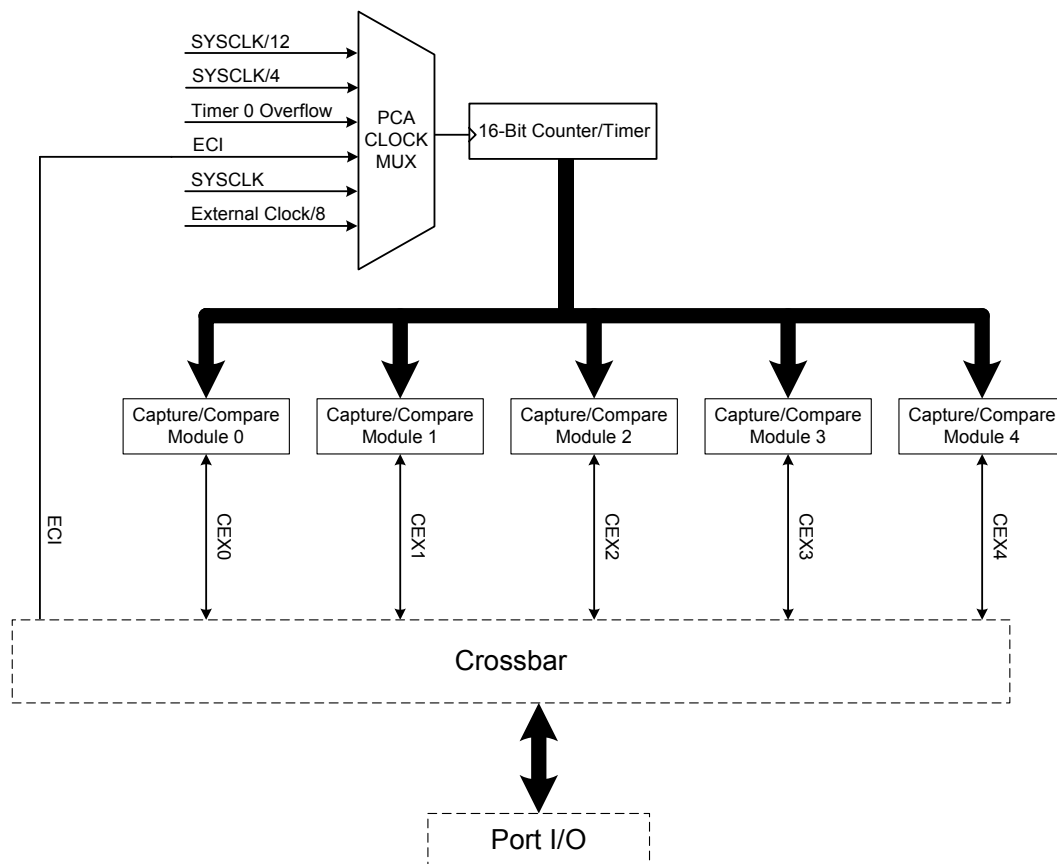 SYSCLK/12
SYSCLK/4
Timer 0 Overflow
ECI
SYSCLK
External Clock/8
PCA
CLOCK
MUX
16-Bit Counter/Timer
Capture/Compare
Module 0
Capture/Compare
Module 1
Capture/Compare
Module 2
Capture/Compare
Module 3
Capture/Compare
Module 4
ECI
CEX0
CEX1
CEX2
CEX3
CEX4
Crossbar
Port I/O